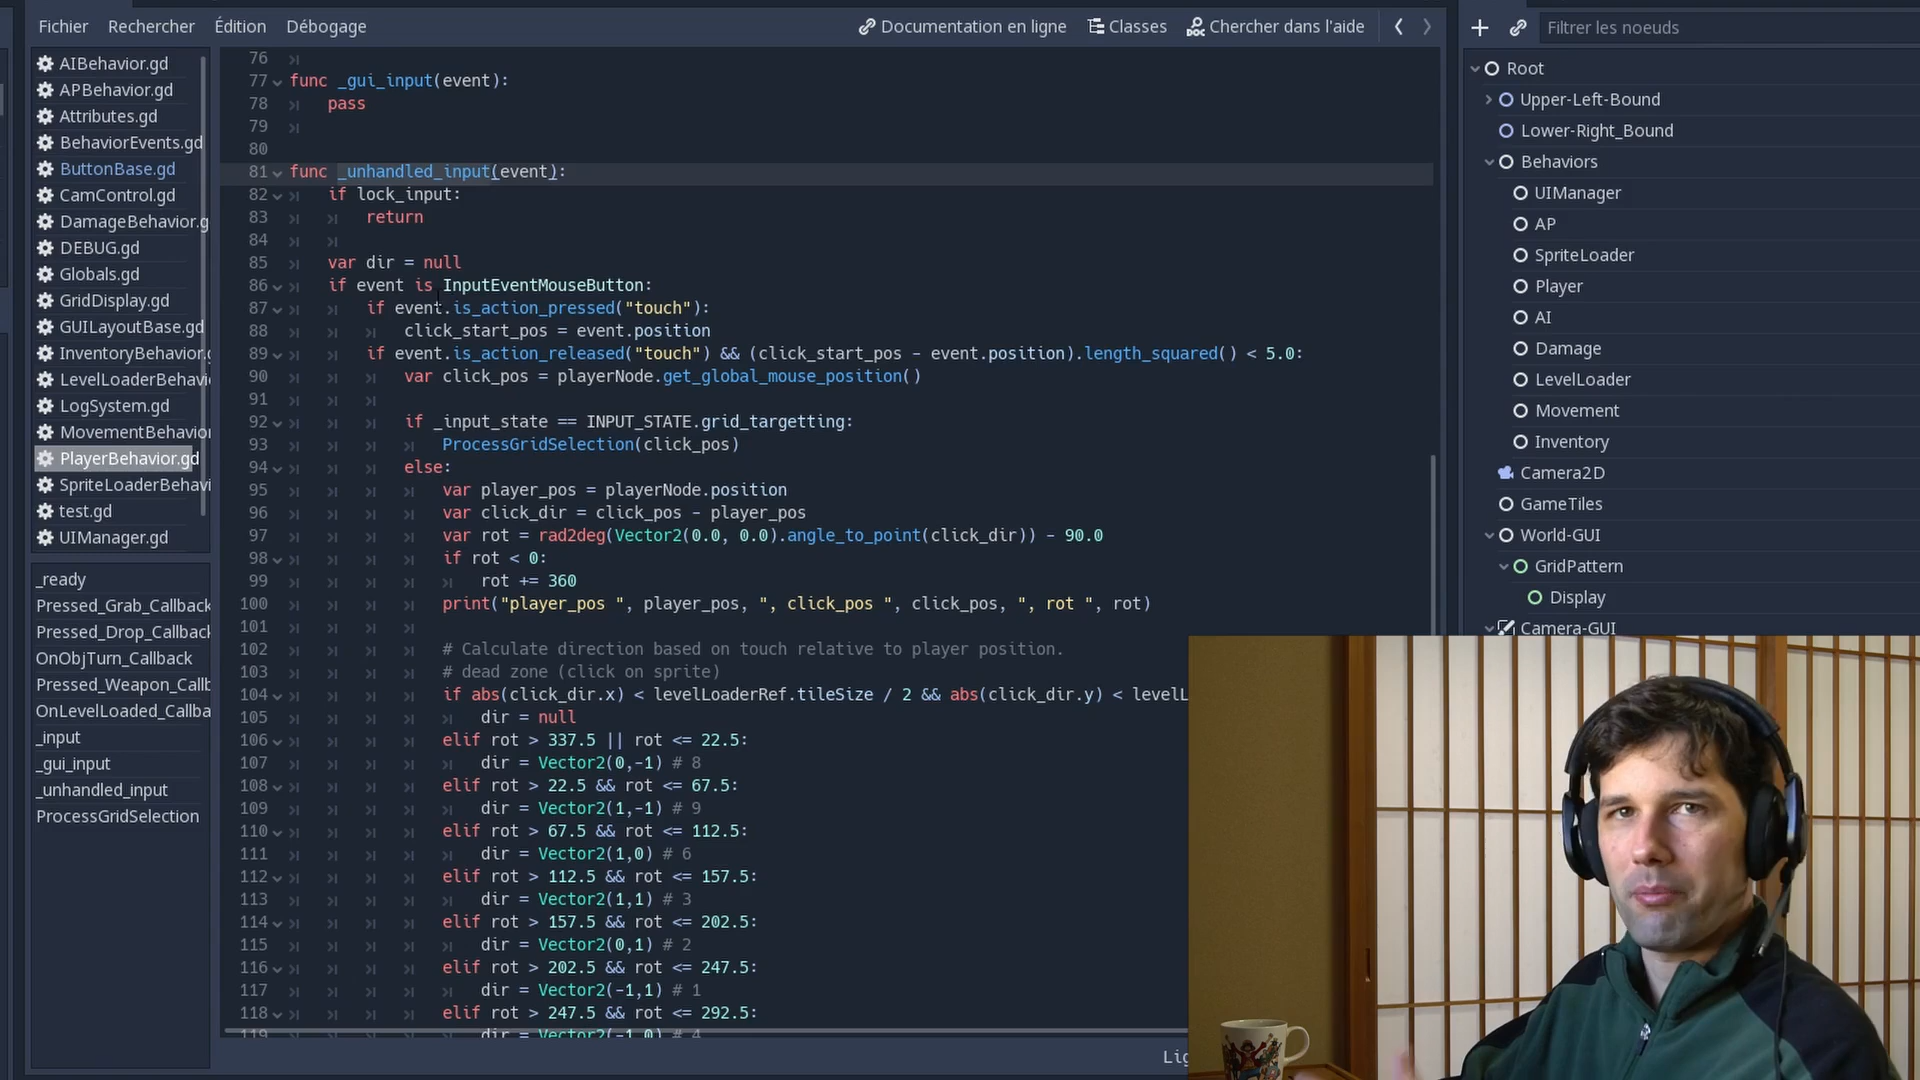 Fichier Rechercher Édition Débogage
Documentation en ligne Classes Chercher dans l'aide
Filtrer les noeuds
AIBehavior.gd
APBehavior.gd
Attributes.gd
BehaviorEvents.gd
ButtonBase.gd
CamControl.gd
DamageBehavior.g
DEBUG.gd
Globals.gd
GridDisplay.gd
GUILayoutBase.gd
InventoryBehavior.g
LevelLoaderBehavi
LogSystem.gd
MovementBehavior
PlayerBehavior.gd
SpriteLoaderBehavi
test.gd
UIManager.gd
_ready
Pressed_Grab_Callback
Pressed_Drop_Callback
OnObjTurn_Callback
Pressed_Weapon_Callb
OnLevelLoaded_Callba
_input
_gui_input
_unhandled_input
ProcessGridSelection
76
77 func _gui_input(event):
78 pass
79
80
81 func _unhandled_input(event):
82 if lock_input:
83 return
84
85 var dir = null
86 if event is InputEventMouseButton:
87 if event.is_action_pressed("touch"):
88 click_start_pos = event.position
89 if event.is_action_released("touch") && (click_start_pos - event.position).length_squared() < 5.0:
90 var click_pos = playerNode.get_global_mouse_position()
91
92 if _input_state == INPUT_STATE.grid_targetting:
93 ProcessGridSelection(click_pos)
94 else:
95 var player_pos = playerNode.position
96 var click_dir = click_pos - player_pos
97 var rot = rad2deg(Vector2(0.0, 0.0).angle_to_point(click_dir)) - 90.0
98 if rot < 0:
99 rot += 360
100 print("player_pos ", player_pos, ", click_pos ", click_pos, ", rot ", rot)
101
102 # Calculate direction based on touch relative to player position.
103 # dead zone (click on sprite)
104 if abs(click_dir.x) < levelLoaderRef.tileSize / 2 && abs(click_dir.y) < levelL
105 dir = null
106 elif rot > 337.5 || rot <= 22.5:
107 dir = Vector2(0,-1) # 8
108 elif rot > 22.5 && rot <= 67.5:
109 dir = Vector2(1,-1) # 9
110 elif rot > 67.5 && rot <= 112.5:
111 dir = Vector2(1,0) # 6
112 elif rot > 112.5 && rot <= 157.5:
113 dir = Vector2(1,1) # 3
114 elif rot > 157.5 && rot <= 202.5:
115 dir = Vector2(0,1) # 2
116 elif rot > 202.5 && rot <= 247.5:
117 dir = Vector2(-1,1) # 1
118 elif rot > 247.5 && rot <= 292.5:
119 dir = Vector2(-1,0) # 4
Lig
Root
Upper-Left-Bound
Lower-Right_Bound
Behaviors
UIManager
AP
SpriteLoader
Player
AI
Damage
LevelLoader
Movement
Inventory
Camera2D
GameTiles
World-GUI
GridPattern
Display
Camera-GUI